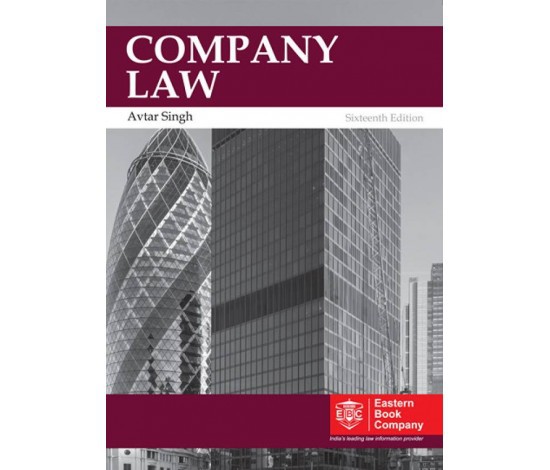 COMPANY
LAW
Avtar Singh
Sixteenth Edition
EBC
Eastern
Book
Company
India's leading law information provider